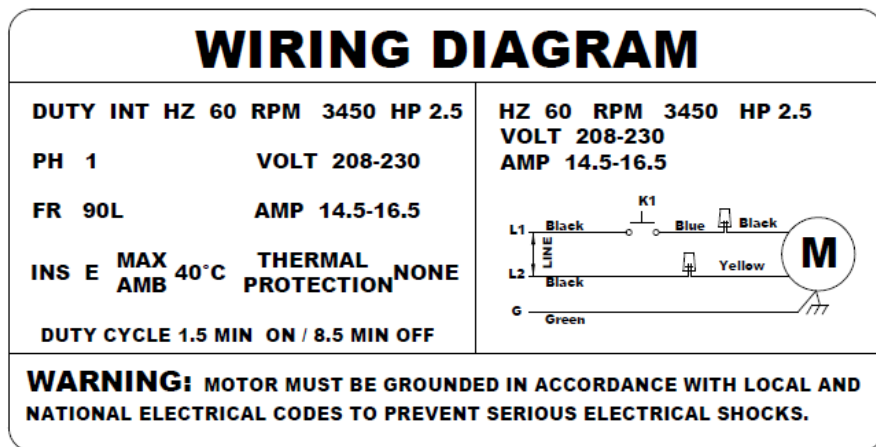 WIRING DIAGRAM
DUTY INT HZ 60 RPM 3450 HP 2.5
PH 1 VOLT 208-230
FR 90L AMP 14.5-16.5
INS E MAX AMB 40°C THERMAL PROTECTION NONE
DUTY CYCLE 1.5 MIN ON / 8.5 MIN OFF
HZ 60 RPM 3450 HP 2.5
VOLT 208-230
AMP 14.5-16.5
K1
L1 Black Blue Black
LINE
M
L2 Black Yellow
G Green
WARNING: MOTOR MUST BE GROUNDED IN ACCORDANCE WITH LOCAL AND
NATIONAL ELECTRICAL CODES TO PREVENT SERIOUS ELECTRICAL SHOCKS.